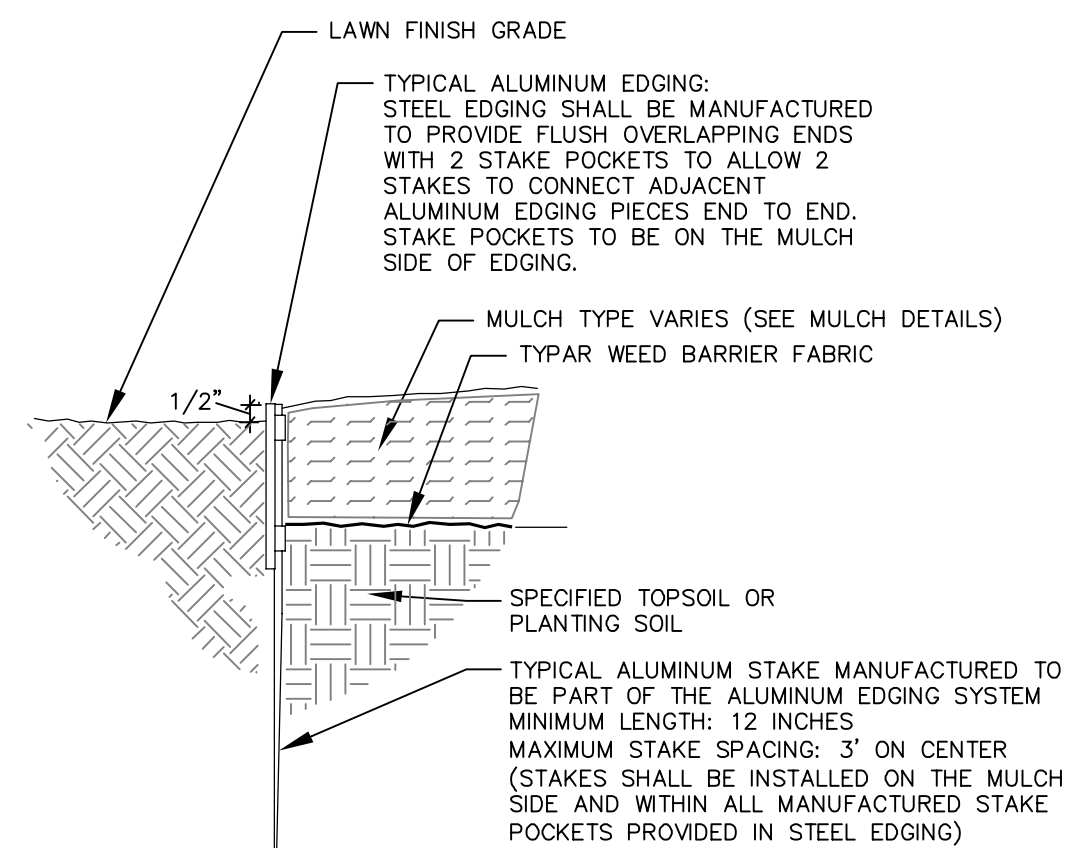 LAWN FINISH GRADE
TYPICAL ALUMINUM EDGING:
STEEL EDGING SHALL BE MANUFACTURED
TO PROVIDE FLUSH OVERLAPPING ENDS
WITH 2 STAKE POCKETS TO ALLOW 2
STAKES TO CONNECT ADJACENT
ALUMINUM EDGING PIECES END TO END.
STAKE POCKETS TO BE ON THE MULCH
SIDE OF EDGING.
MULCH TYPE VARIES (SEE MULCH DETAILS)
TYPAR WEED BARRIER FABRIC
1/2"
SPECIFIED TOPSOIL OR
PLANTING SOIL
TYPICAL ALUMINUM STAKE MANUFACTURED TO
BE PART OF THE ALUMINUM EDGING SYSTEM
MINIMUM LENGTH: 12 INCHES
MAXIMUM STAKE SPACING: 3' ON CENTER
(STAKES SHALL BE INSTALLED ON THE MULCH
SIDE AND WITHIN ALL MANUFACTURED STAKE
POCKETS PROVIDED IN STEEL EDGING)